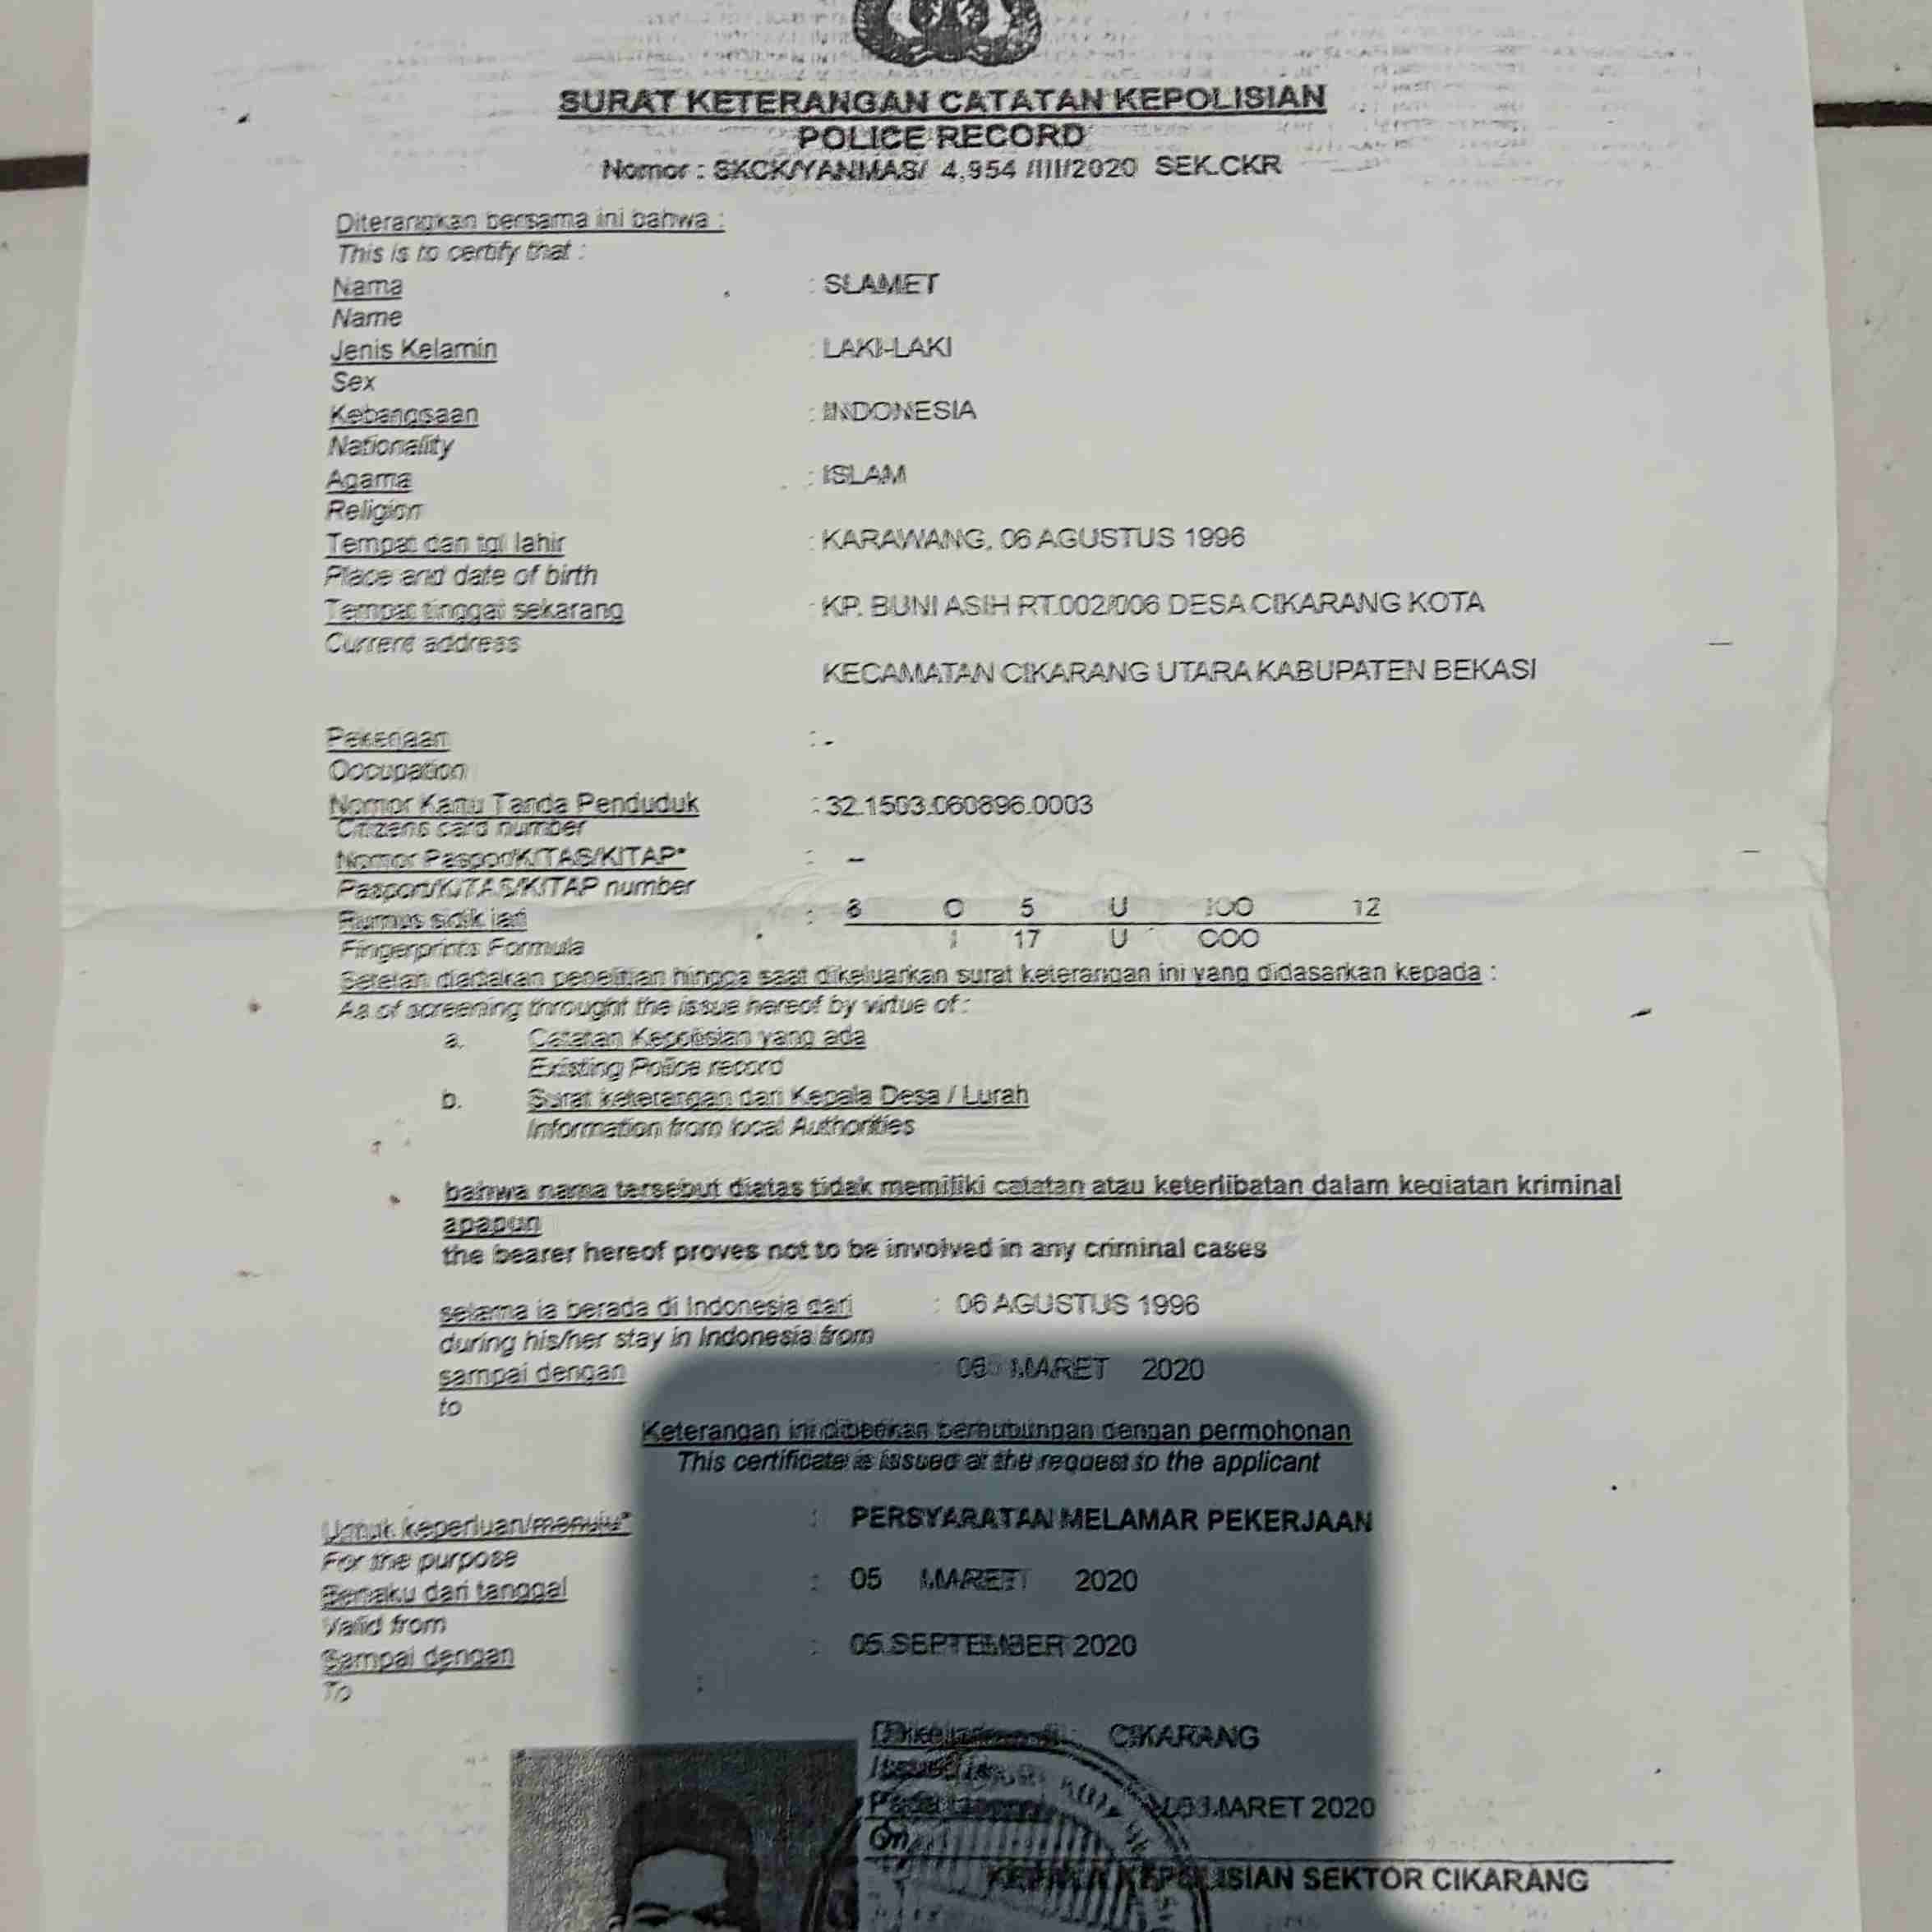 SURAT KETERANGAN CATATAN KEPOLISIAN
POLICE RECORD
Nomor : SKCK/YANMAS/ 4.954 /III/2020 SEK.CKR
Diterangkan bersama ini bahwa :
This is to certify that :
Nama : SLAMET
Name
Jenis Kelamin : LAKI-LAKI
Sex
Kebangsaan : INDONESIA
Nationality
Agama : ISLAM
Religion
Tempat dan tgl lahir : KARAWANG, 06 AGUSTUS 1996
Place and date of birth
Tempat tinggal sekarang : KP. BUNI ASIH RT.002/006 DESA CIKARANG KOTA
Current address
KECAMATAN CIKARANG UTARA KABUPATEN BEKASI
Pekerjaan : -
Occupation
Nomor Kartu Tanda Penduduk : 32.1503.060896.0003
Citizens card number
Nomor Paspor/KITAS/KITAP* : –
Pasport/KITAS/KITAP number
Rumus sidik jari : 8 O 5 U IOO 12
Fingerprints Formula I 17 U COO
Setelah diadakan penelitian hingga saat dikeluarkan surat keterangan ini yang didasarkan kepada :
As of screening throught the issue hereof by virtue of :
a. Catatan Kepolisian yang ada
Existing Police record
b. Surat keterangan dari Kepala Desa / Lurah
Information from local Authorities
bahwa nama tersebut diatas tidak memiliki catatan atau keterlibatan dalam kegiatan kriminal
apapun
the bearer hereof proves not to be involved in any criminal cases
selama ia berada di Indonesia dari : 06 AGUSTUS 1996
during his/her stay in Indonesia from
sampai dengan : MARET 2020
to
Keterangan ini diberikan berhubungan dengan permohonan
This certificate is issued at the request to the applicant
Untuk keperluan/menuju* : PERSYARATAN MELAMAR PEKERJAAN
For the purpose
Berlaku dari tanggal : 05 MARET 2020
Valid from
Sampai dengan : 05 SEPTEMBER 2020
To
Dikeluarkan di : CIKARANG
Issued in
Pada tanggal MARET 2020
On
KEPALA KEPOLISIAN SEKTOR CIKARANG